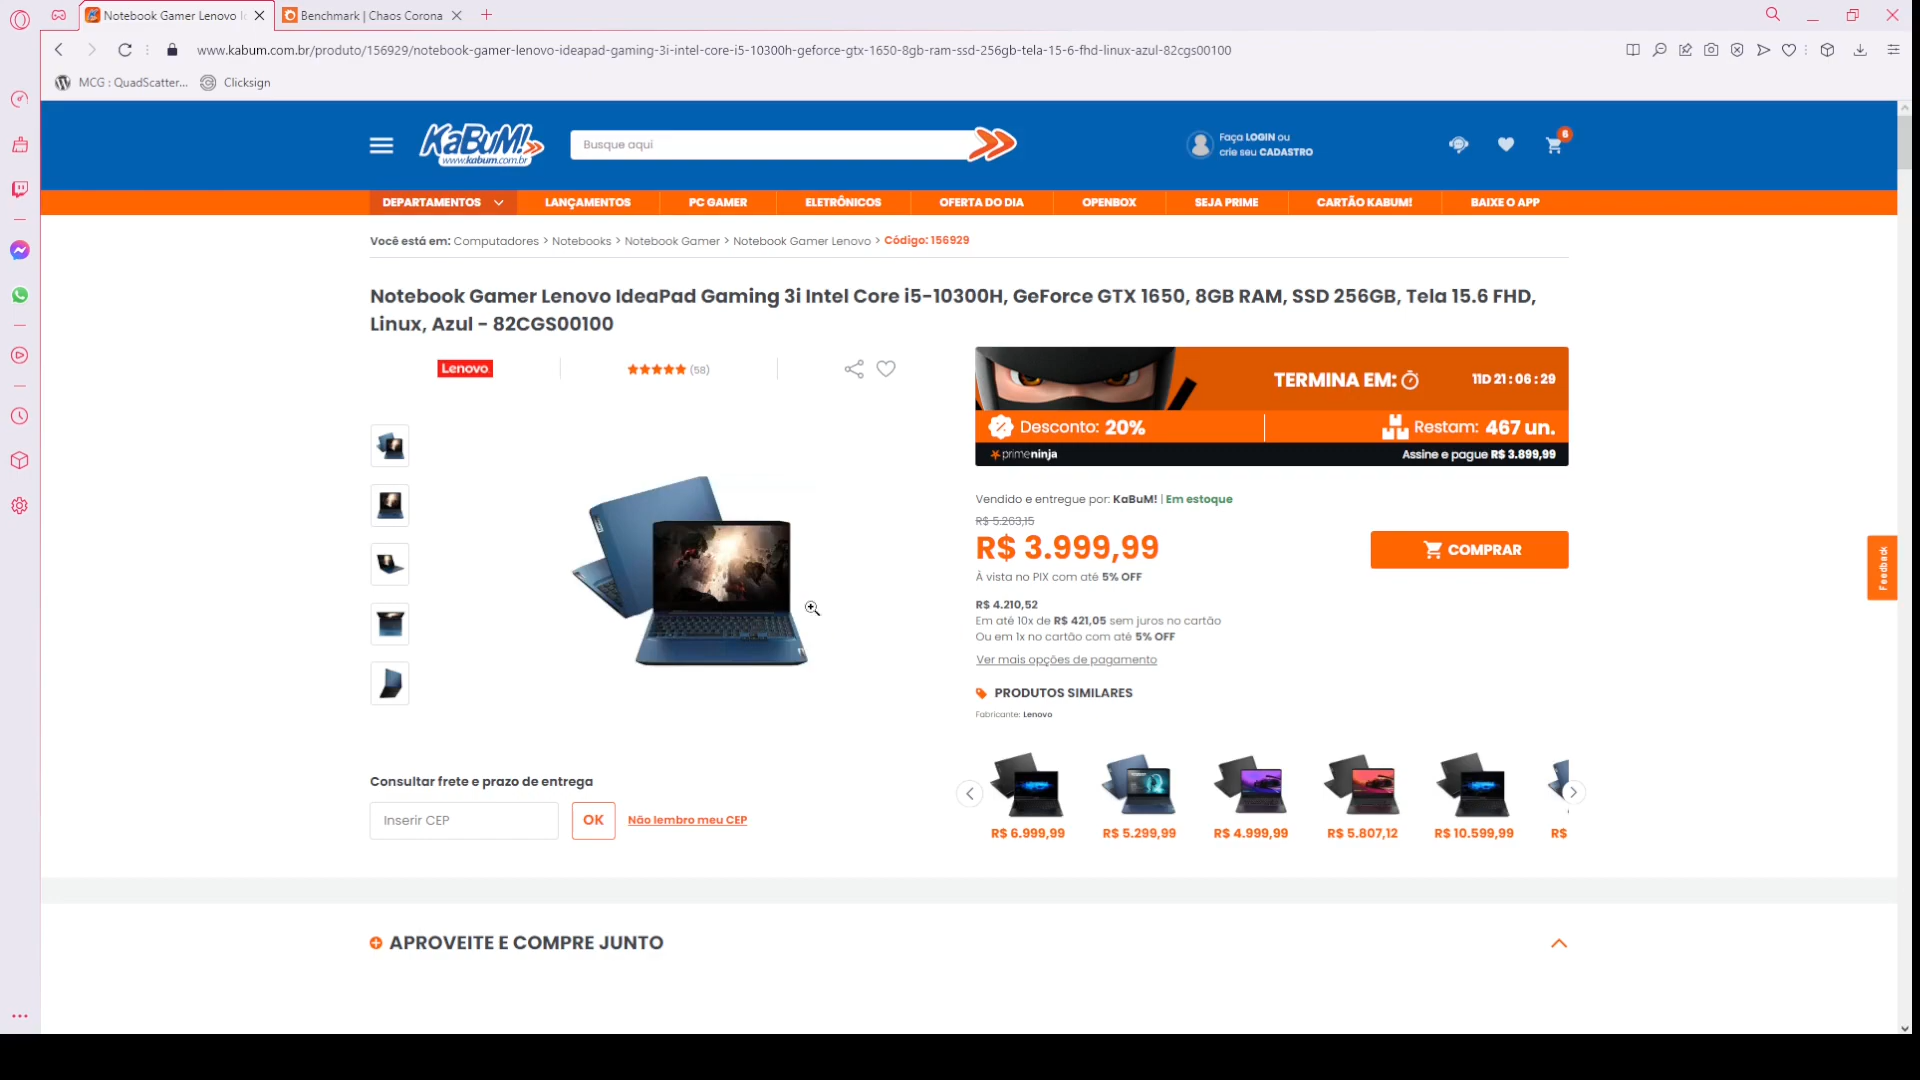 Notebook Gamer Lenovo I
Benchmark | Chaos Corona
www.kabum.com.br/produto/156929/notebook-gamer-lenovo-ideapad-gaming-3i-intel-core-i5-10300h-geforce-gtx-1650-8gb-ram-ssd-256gb-tela-15-6-fhd-linux-azul-82cgs00100
MCG : QuadScatter... Clicksign
KaBuM!
www.kabum.com.br
Busque aqui
Faça LOGIN ou
crie seu CADASTRO
6
DEPARTAMENTOS LANÇAMENTOS PC GAMER ELETRÔNICOS OFERTA DO DIA OPENBOX SEJA PRIME CARTÃO KABUM! BAIXE O APP
Você está em: Computadores > Notebooks > Notebook Gamer > Notebook Gamer Lenovo > Código: 156929
Notebook Gamer Lenovo IdeaPad Gaming 3i Intel Core i5-10300H, GeForce GTX 1650, 8GB RAM, SSD 256GB, Tela 15.6 FHD,
Linux, Azul - 82CGS00100
Lenovo
(58)
TERMINA EM: 11D 21 : 06 : 29
Desconto: 20% Restam: 467 un.
primeninja Assine e pague R$ 3.899,99
Vendido e entregue por: KaBuM! | Em estoque
R$ 5.263,15
R$ 3.999,99
COMPRAR
À vista no PIX com até 5% OFF
R$ 4.210,52
Em até 10x de R$ 421,05 sem juros no cartão
Ou em 1x no cartão com até 5% OFF
Ver mais opções de pagamento
PRODUTOS SIMILARES
Fabricante: Lenovo
R$ 6.999,99 R$ 5.299,99 R$ 4.999,99 R$ 5.807,12 R$ 10.599,99 R$
Consultar frete e prazo de entrega
Inserir CEP OK Não lembro meu CEP
Feedback
APROVEITE E COMPRE JUNTO